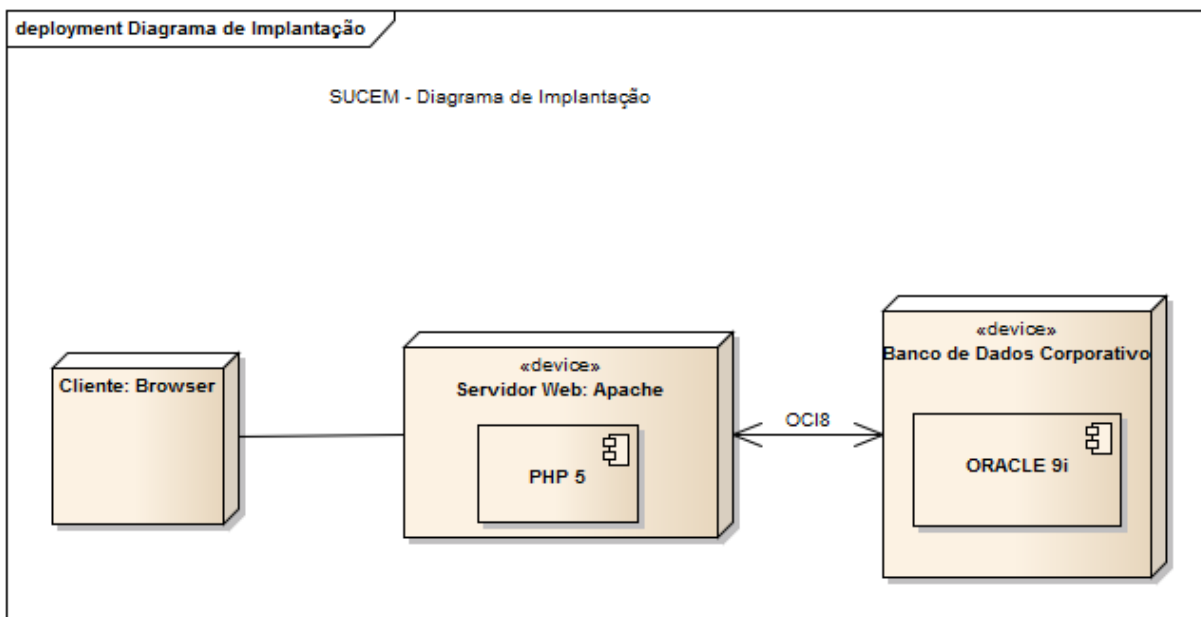 deployment Diagrama de Implantação
SUCEM - Diagrama de Implantação
Cliente: Browser
«device»
Servidor Web: Apache
PHP 5
OCI8
«device»
Banco de Dados Corporativo
ORACLE 9i